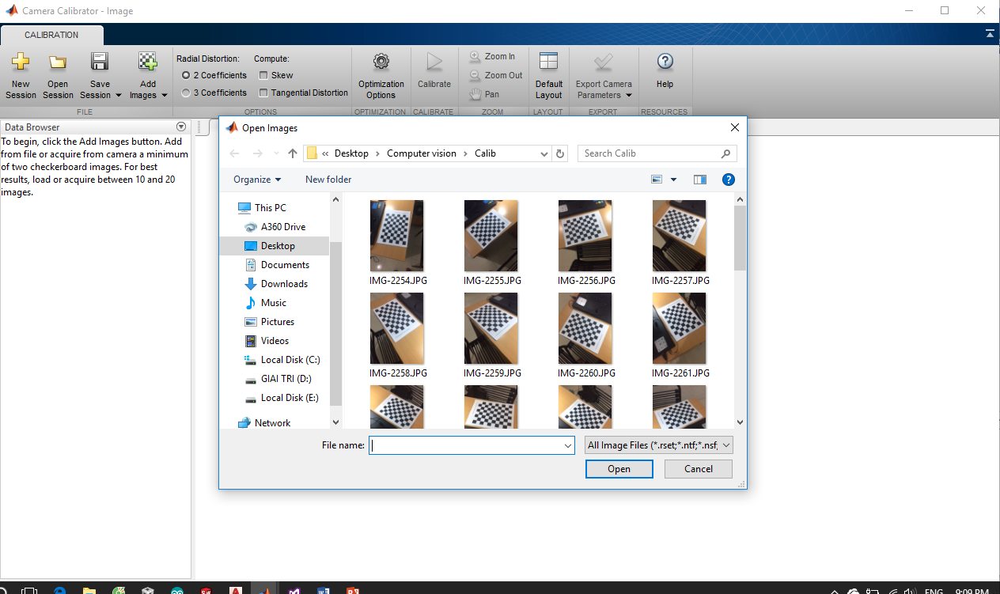 Camera Calibrator - Image
CALIBRATION
New Session
Open Session
Save Session
Add Images
FILE
Radial Distortion:
2 Coefficients
3 Coefficients
Compute:
Skew
Tangential Distortion
OPTIONS
Optimization Options
OPTIMIZATION
Calibrate
CALIBRATE
Zoom In
Zoom Out
Pan
ZOOM
Default Layout
LAYOUT
Export Camera Parameters
EXPORT
Help
RESOURCES
Data Browser
To begin, click the Add Images button. Add
from file or acquire from camera a minimum
of two checkerboard images. For best
results, load or acquire between 10 and 20
images.
Open Images
« Desktop › Computer vision › Calib
Search Calib
Organize
New folder
This PC
A360 Drive
Desktop
Documents
Downloads
Music
Pictures
Videos
Local Disk (C:)
GIAI TRI (D:)
Local Disk (E:)
Network
IMG-2254.JPG
IMG-2255.JPG
IMG-2256.JPG
IMG-2257.JPG
IMG-2258.JPG
IMG-2259.JPG
IMG-2260.JPG
IMG-2261.JPG
File name:
All Image Files (*.rset;*.ntf;*.nsf,
Open
Cancel
ENG
9:09 PM